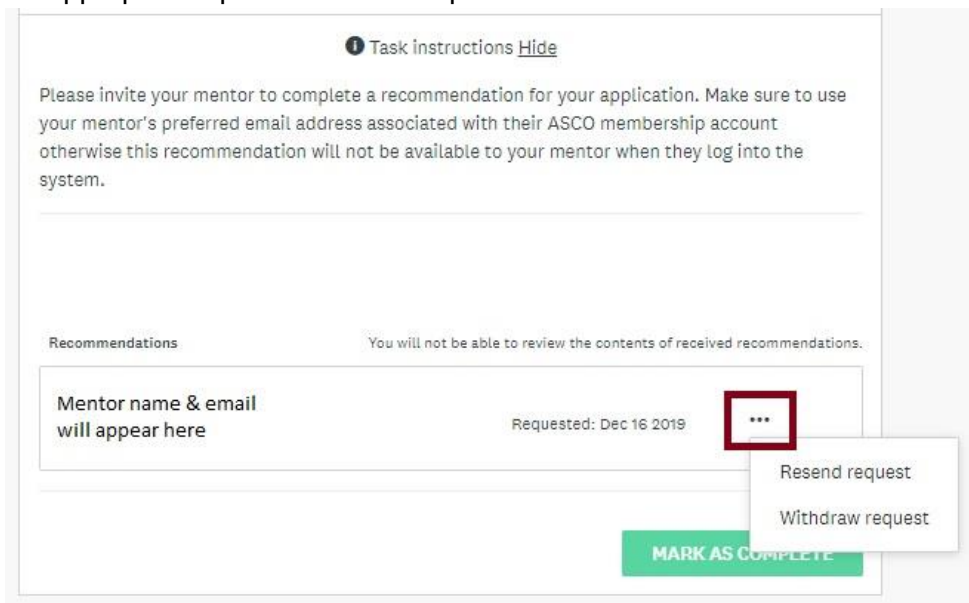 Task instructions Hide
Please invite your mentor to complete a recommendation for your application. Make sure to use
your mentor's preferred email address associated with their ASCO membership account
otherwise this recommendation will not be available to your mentor when they log into the
system.
Recommendations
You will not be able to review the contents of received recommendations.
Mentor name & email
will appear here
Requested: Dec 16 2019
•••
Resend request
Withdraw request
MARK AS COMPLETE